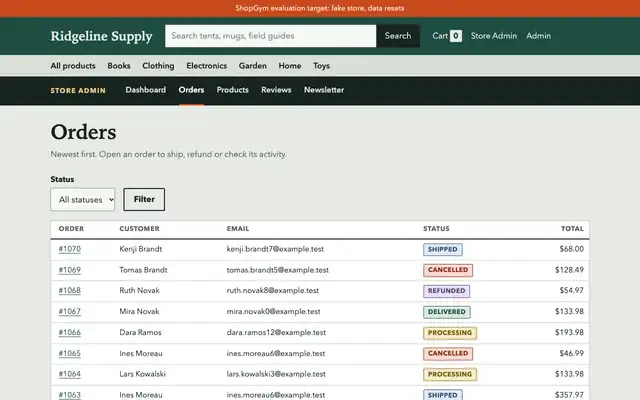 ShopGym evaluation target: fake store, data resets
Ridgeline Supply
Search tents, mugs, field guides
Search
Cart 0
Store Admin
Admin
All products Books Clothing Electronics Garden Home Toys
STORE ADMIN Dashboard Orders Products Reviews Newsletter
Orders
Newest first. Open an order to ship, refund or check its activity.
Status
All statuses Filter
ORDER CUSTOMER EMAIL STATUS TOTAL
#1070 Kenji Brandt kenji.brandt7@example.test SHIPPED $68.00
#1069 Tomas Brandt tomas.brandt5@example.test CANCELLED $128.49
#1068 Ruth Novak ruth.novak8@example.test REFUNDED $54.97
#1067 Mira Novak mira.novak0@example.test DELIVERED $133.98
#1066 Dara Ramos dara.ramos12@example.test PROCESSING $193.98
#1065 Ines Moreau ines.moreau6@example.test CANCELLED $46.99
#1064 Lars Kowalski lars.kowalski3@example.test PROCESSING $133.98
#1063 Ines Moreau ines.moreau6@example.test SHIPPED $357.97